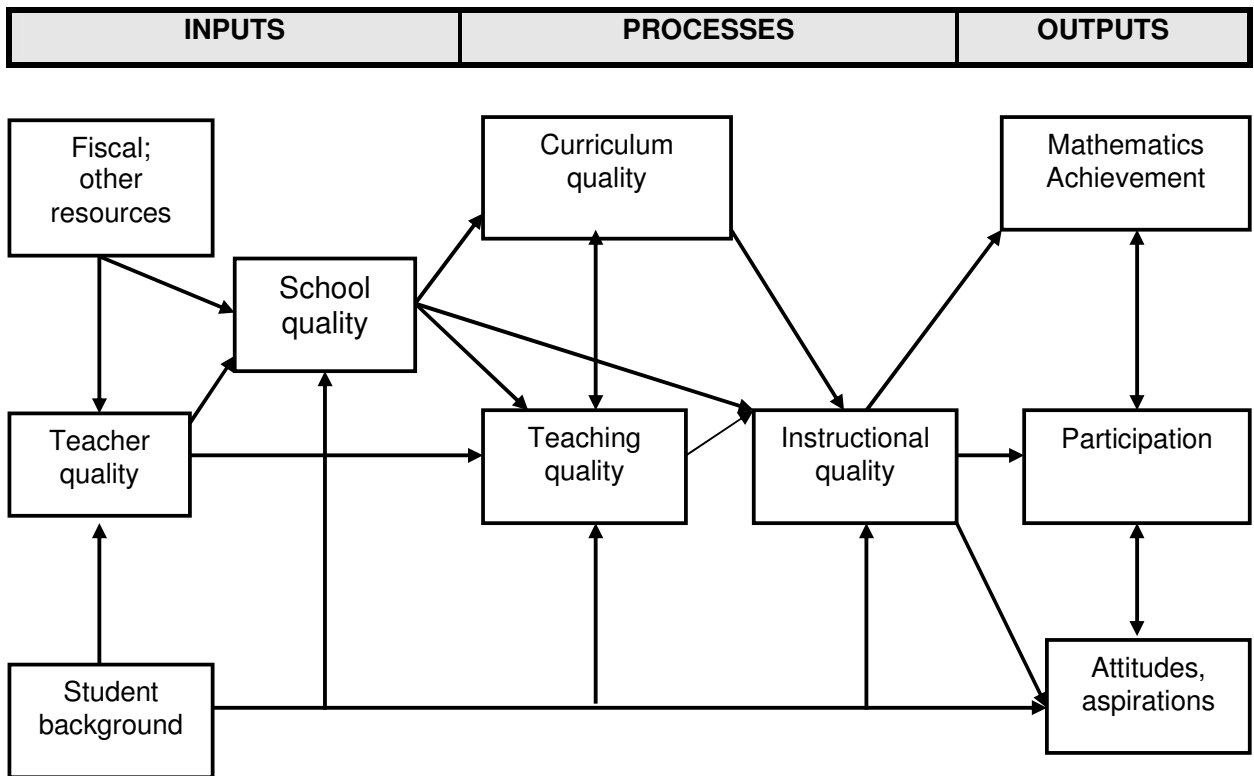 INPUTS
PROCESSES
OUTPUTS
Fiscal;
other
resources
Curriculum
quality
Mathematics
Achievement
School
quality
Teacher
quality
Teaching
quality
Instructional
quality
Participation
Student
background
Attitudes,
aspirations